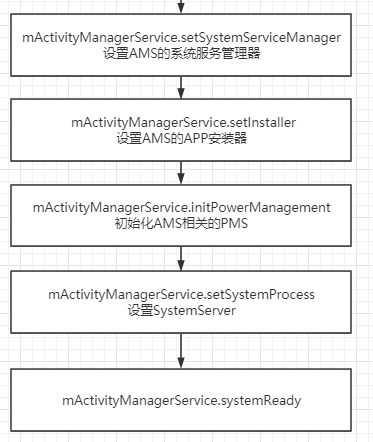 mActivityManagerService.setSystemServiceManager
设置AMS的系统服务管理器
mActivityManagerService.setInstaller
设置AMS的APP安装器
mActivityManagerService.initPowerManagement
初始化AMS相关的PMS
mActivityManagerService.setSystemProcess
设置SystemServer
mActivityManagerService.systemReady